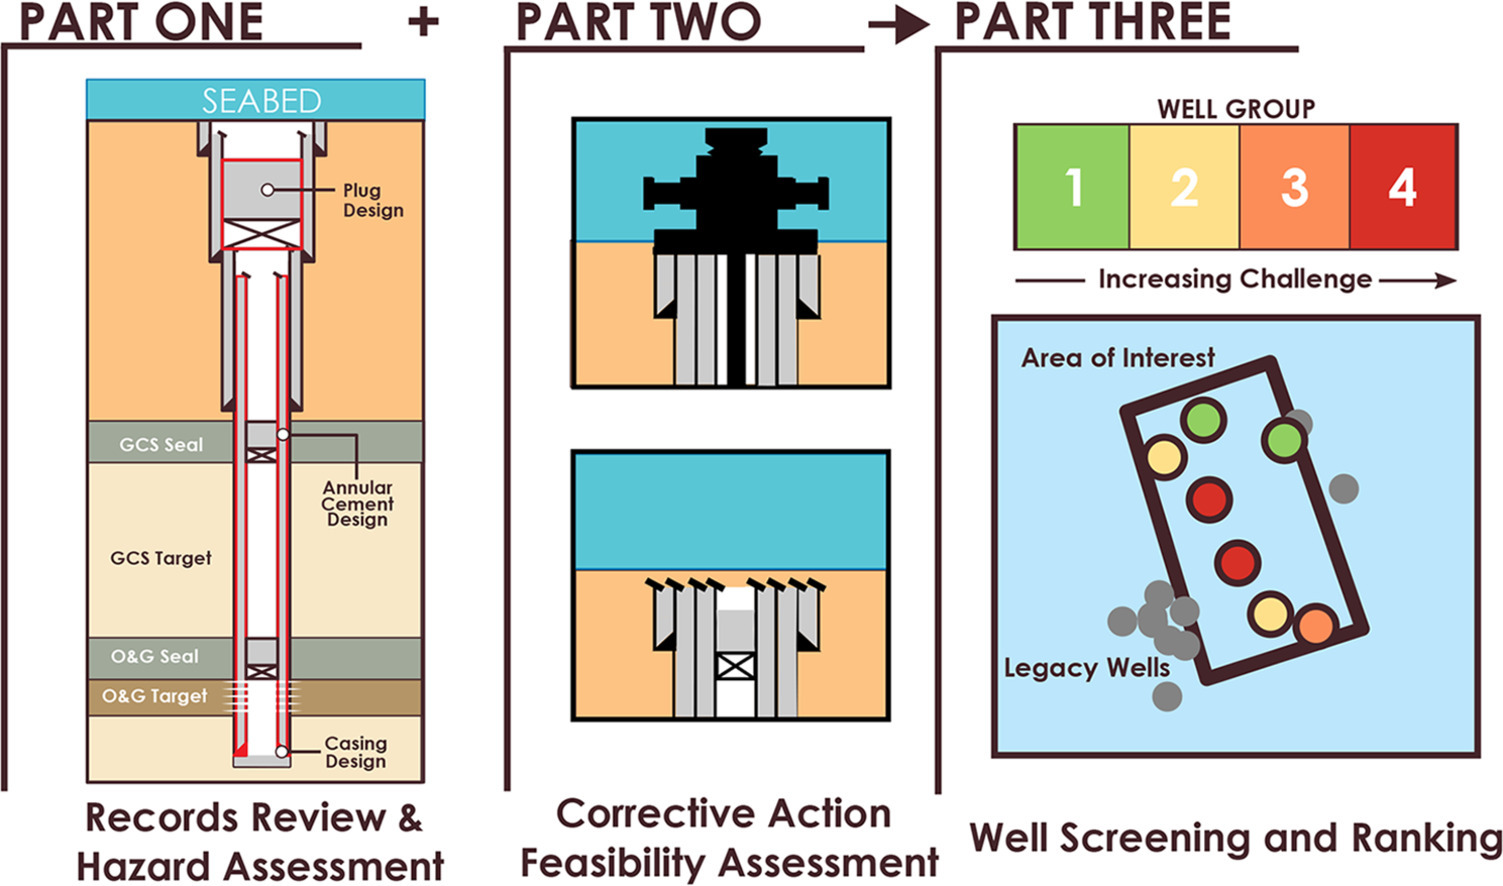 PART ONE
+
PART TWO
PART THREE
SEABED
Plug
Design
GCS Seal
Annular
Cement
Design
GCS Target
O&G Seal
O&G Target
Casing
Design
Records Review &
Hazard Assessment
Corrective Action
Feasibility Assessment
WELL GROUP
1 2 3 4
Increasing Challenge
Area of Interest
Legacy Wells
Well Screening and Ranking